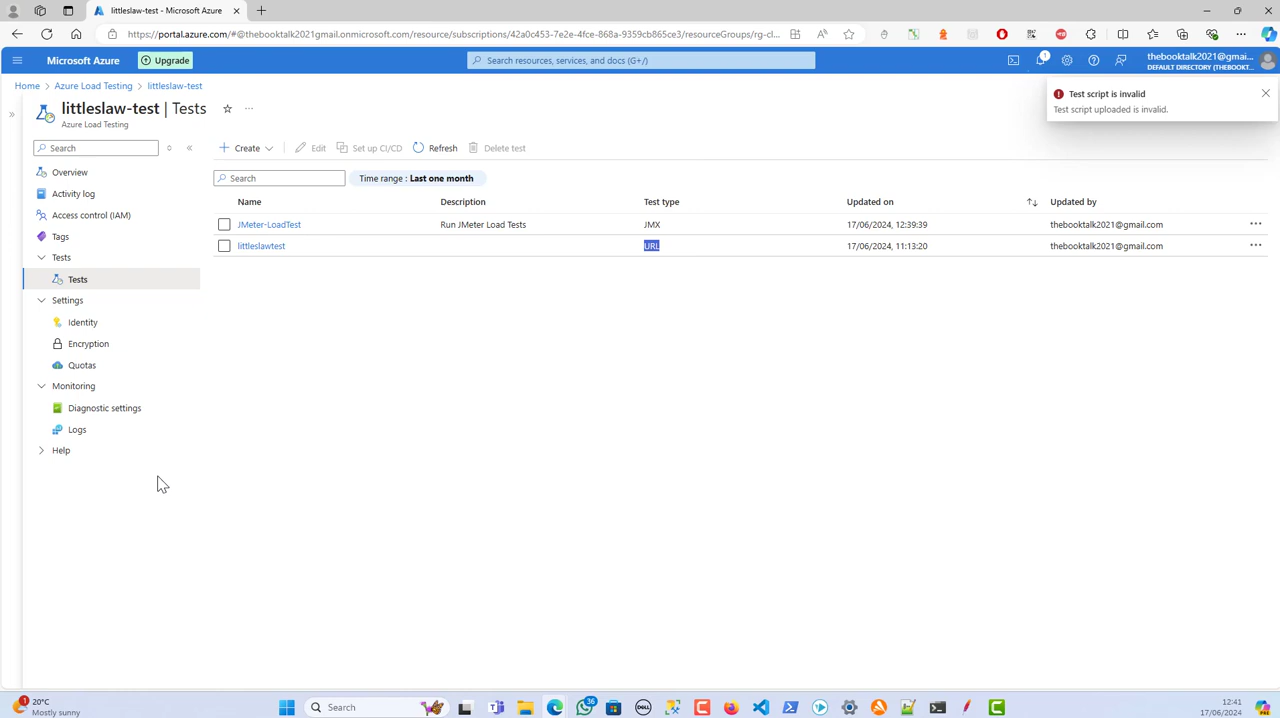 littleslaw-test - Microsoft Azure
https://portal.azure.com/#@thebooktalk2021gmail.onmicrosoft.com/resource/subscriptions/42a0c453-7e2e-4fce-868a-9359cb865ce3/resourceGroups/rg-cl...
Microsoft Azure
Upgrade
Search resources, services, and docs (G+/)
1
thebooktalk2021@gmail....
DEFAULT DIRECTORY (THEBOOKT...
Home > Azure Load Testing > littleslaw-test
littleslaw-test | Tests
Azure Load Testing
Test script is invalid
Test script uploaded is invalid.
Search
Create
Edit
Set up CI/CD
Refresh
Delete test
Search
Time range : Last one month
Overview
Activity log
Access control (IAM)
Tags
Tests
Tests
Settings
Identity
Encryption
Quotas
Monitoring
Diagnostic settings
Logs
Help
Name Description Test type Updated on Updated by
JMeter-LoadTest Run JMeter Load Tests JMX 17/06/2024, 12:39:39 thebooktalk2021@gmail.com
littleslawtest URL 17/06/2024, 11:13:20 thebooktalk2021@gmail.com
1
20°C
Mostly sunny
Search
36
DELL
12:41
17/06/2024